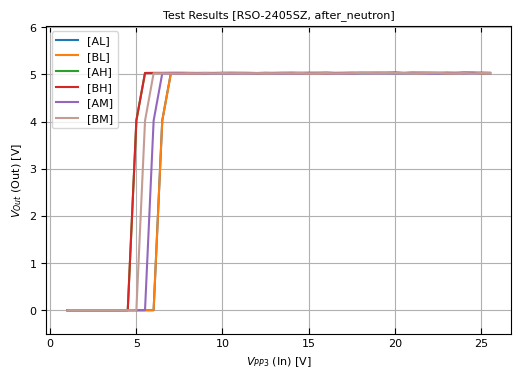 Test Results [RSO-2405SZ, after_neutron]
6
5
4
3
2
1
0
V_Out (Out) [V]
[AL]
[BL]
[AH]
[BH]
[AM]
[BM]
0 5 10 15 20 25
V_PP3 (In) [V]